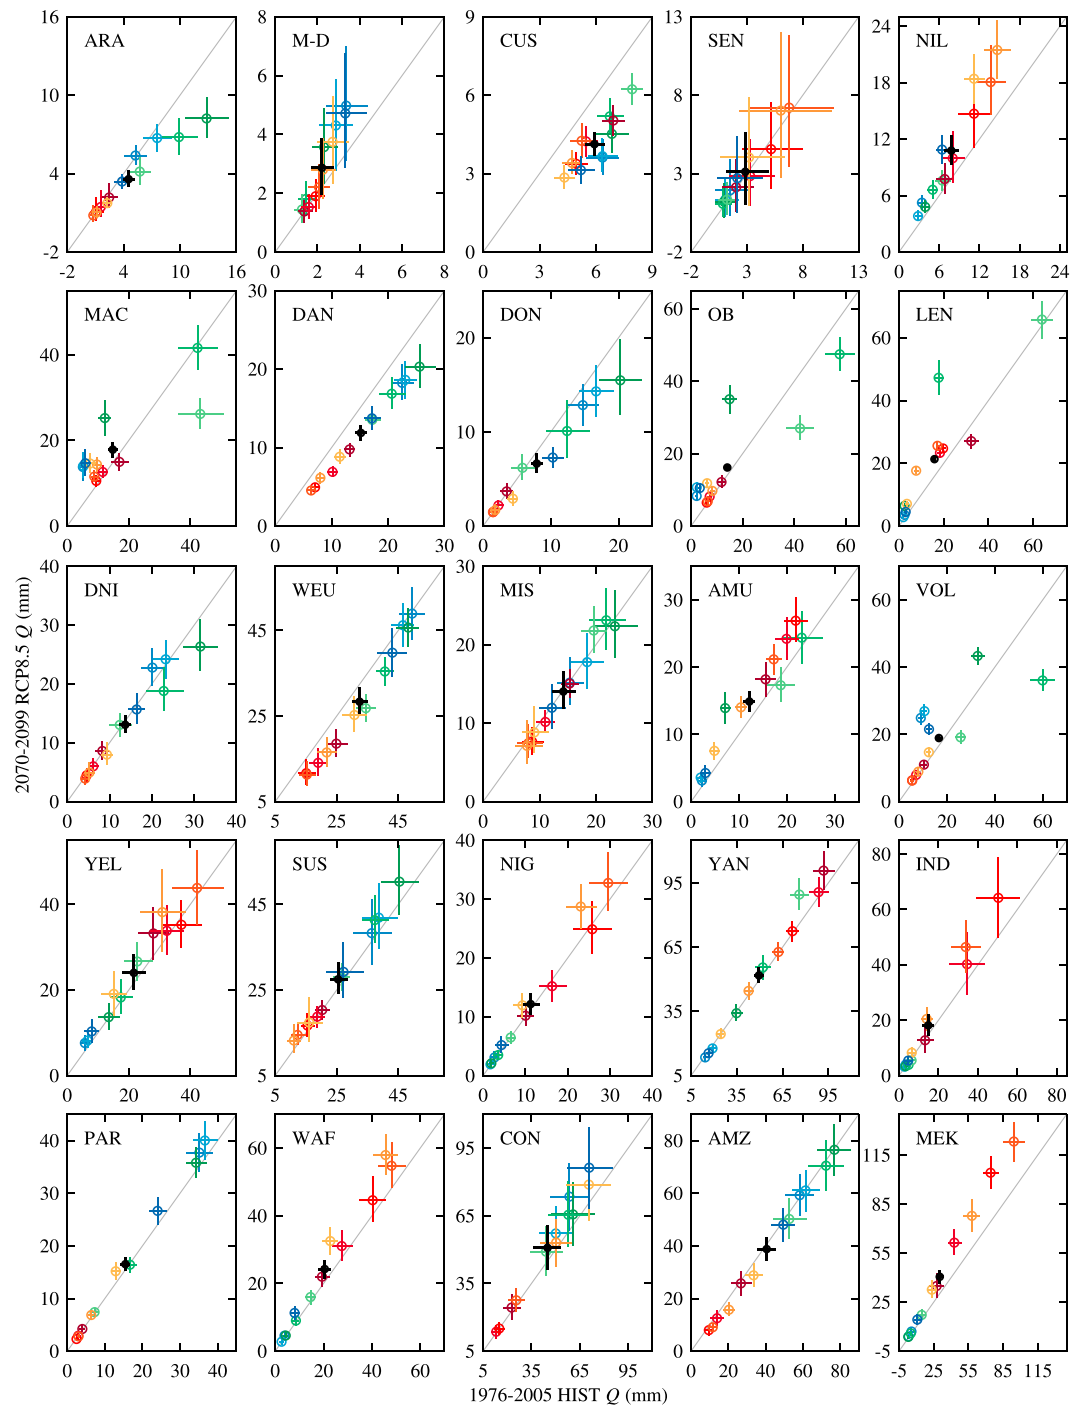 16 10 4 -2 ARA -2 4 10 16
8 6 4 2 0 M-D 0 2 4 6 8
9 6 3 0 CUS 0 3 6 9
13 8 3 -2 SEN -2 3 8 13
24 18 12 6 0 NIL 0 6 12 18 24
40 20 0 MAC 0 20 40
30 20 10 0 DAN 0 10 20 30
20 10 0 DON 0 10 20
60 40 20 0 OB 0 20 40 60
60 40 20 0 LEN 0 20 40 60
40 30 20 10 0 DNI 0 10 20 30 40
45 25 5 WEU 5 25 45
30 20 10 0 MIS 0 10 20 30
30 20 10 0 AMU 0 10 20 30
60 40 20 0 VOL 0 20 40 60
40 20 0 YEL 0 20 40
45 25 5 SUS 5 25 45
40 30 20 10 0 NIG 0 10 20 30 40
95 65 35 5 YAN 5 35 65 95
80 60 40 20 0 IND 0 20 40 60 80
40 30 20 10 0 PAR 0 10 20 30 40
60 40 20 0 WAF 0 20 40 60
95 65 35 5 CON 5 35 65 95
80 60 40 20 0 AMZ 0 20 40 60 80
115 85 55 25 -5 MEK -5 25 55 85 115
2070-2099 RCP8.5 Q (mm)
1976-2005 HIST Q (mm)